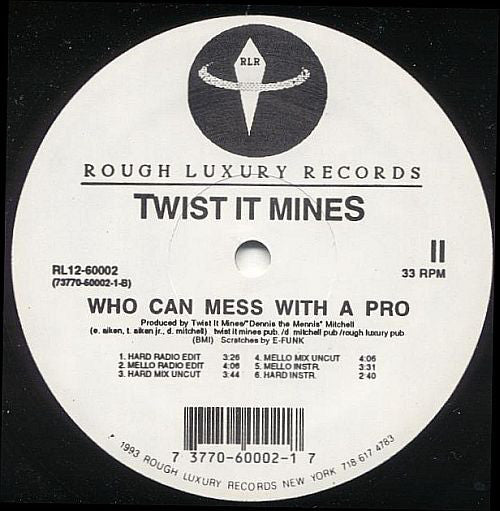 RLR
ROUGH LUXURY RECORDS
TWIST IT MINES
II
RL12-60002
33 RPM
(73770-60002-1-B)
WHO CAN MESS WITH A PRO
Produced by Twist It Mines/"Dennis the Mennis" Mitchell
(e. aiken, t. aiken jr., d. mitchell) twist it mines pub. /d mitchell pub /rough luxury pub
(BMI) Scratches by E-FUNK
1. HARD RADIO EDIT 3:26 4. MELLO MIX UNCUT 4:06
2. MELLO RADIO EDIT 4:06 5. MELLO INSTR. 3:31
3. HARD MIX UNCUT 3:44 6. HARD INSTR. 2:40
7 3770-60002-1 7
1993 ROUGH LUXURY RECORDS NEW YORK 718 617 4783